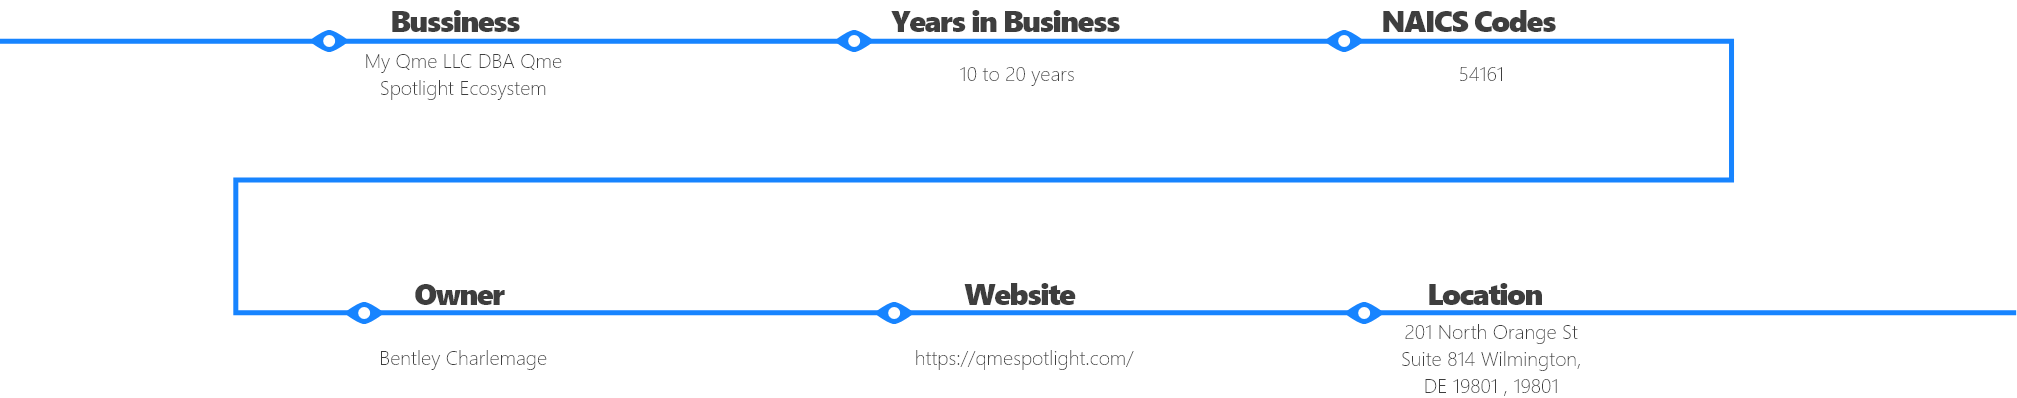 Bussiness
My Qme LLC DBA Qme
Spotlight Ecosystem
Years in Business
10 to 20 years
NAICS Codes
54161
Owner
Bentley Charlemage
Website
https://qmespotlight.com/
Location
201 North Orange St
Suite 814 Wilmington,
DE 19801 , 19801